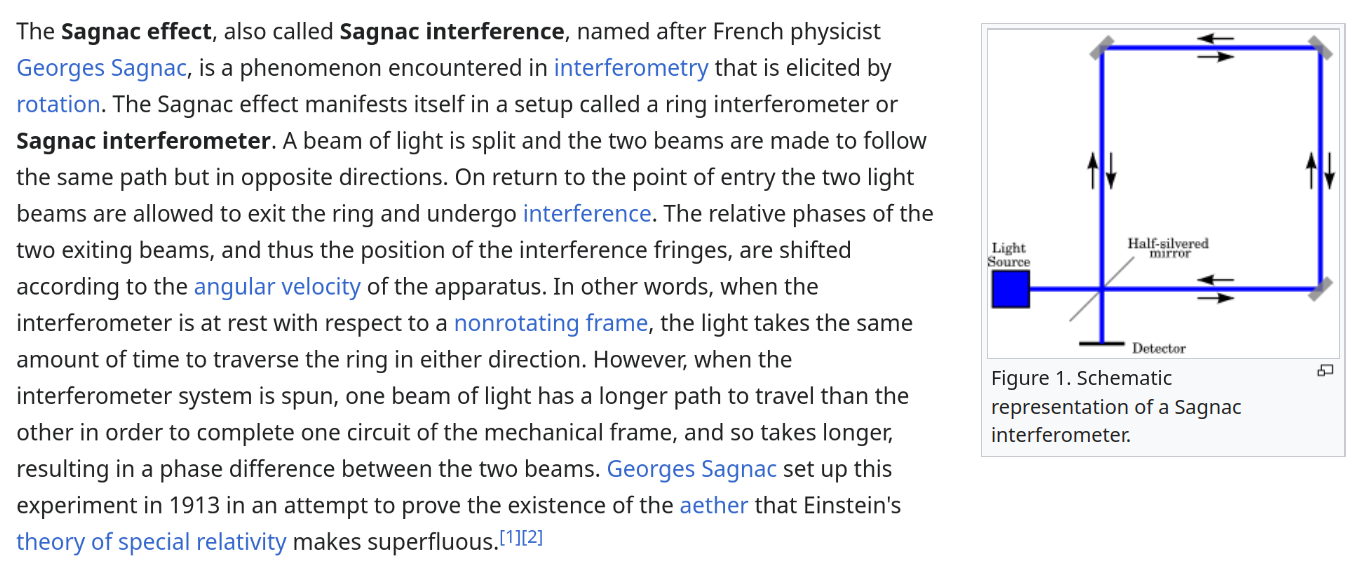 The Sagnac effect, also called Sagnac interference, named after French physicist
Georges Sagnac, is a phenomenon encountered in interferometry that is elicited by
rotation. The Sagnac effect manifests itself in a setup called a ring interferometer or
Sagnac interferometer. A beam of light is split and the two beams are made to follow
the same path but in opposite directions. On return to the point of entry the two light
beams are allowed to exit the ring and undergo interference. The relative phases of the
two exiting beams, and thus the position of the interference fringes, are shifted
according to the angular velocity of the apparatus. In other words, when the
interferometer is at rest with respect to a nonrotating frame, the light takes the same
amount of time to traverse the ring in either direction. However, when the
interferometer system is spun, one beam of light has a longer path to travel than the
other in order to complete one circuit of the mechanical frame, and so takes longer,
resulting in a phase difference between the two beams. Georges Sagnac set up this
experiment in 1913 in an attempt to prove the existence of the aether that Einstein's
theory of special relativity makes superfluous.[1][2]
Light
Source
Half-silvered
mirror
Detector
Figure 1. Schematic
representation of a Sagnac
interferometer.